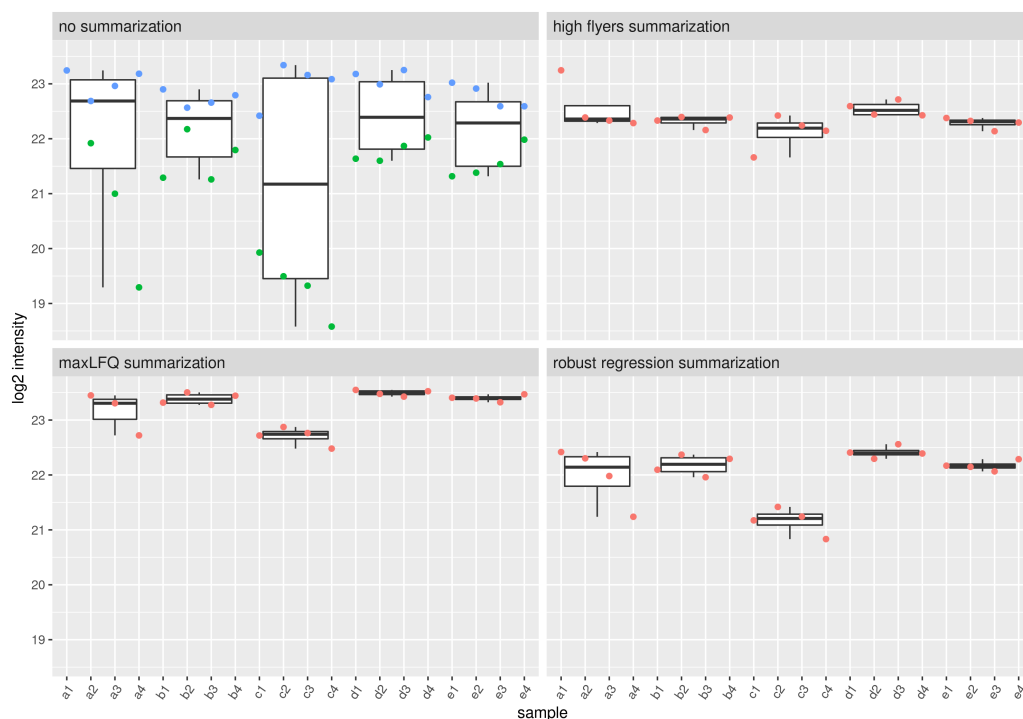 no summarization
high flyers summarization
23
22
21
20
19
log2 intensity
maxLFQ summarization
robust regression summarization
23
22
21
20
19
a1 a2 a3 a4 b1 b2 b3 b4 c1 c2 c3 c4 d1 d2 d3 d4 e1 e2 e3 e4
a1 a2 a3 a4 b1 b2 b3 b4 c1 c2 c3 c4 d1 d2 d3 d4 e1 e2 e3 e4
sample